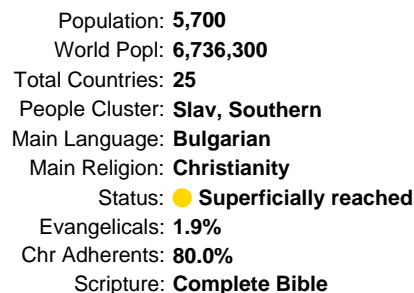 Population: 5,700
World Popl: 6,736,300
Total Countries: 25
People Cluster: Slav, Southern
Main Language: Bulgarian
Main Religion: Christianity
Status: Superficially reached
Evangelicals: 1.9%
Chr Adherents: 80.0%
Scripture: Complete Bible